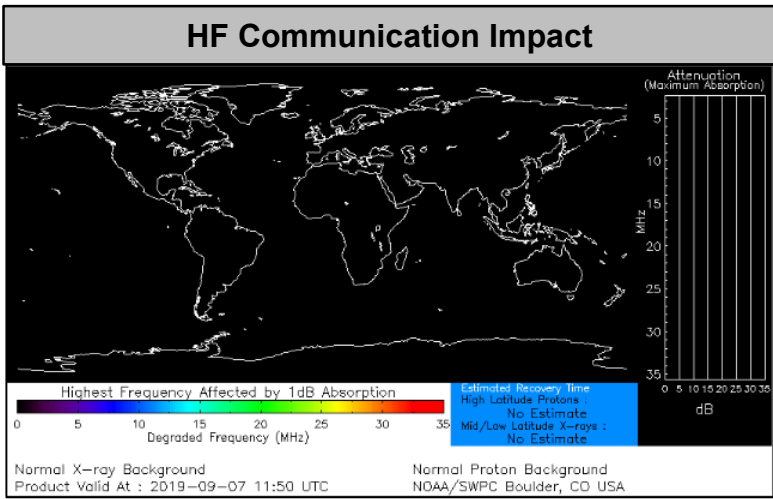 HF Communication Impact
Attenuation
(Maximum Absorption)
5
10
15
20
25
30
35
MHz
0 5 10 15 20 25 30 35
dB
Highest Frequency Affected by 1dB Absorption
0 5 10 15 20 25 30 35
Degraded Frequency (MHz)
Estimated Recovery Time
High Latitude Protons :
No Estimate
Mid/Low Latitude X-rays :
No Estimate
Normal X-ray Background
Normal Proton Background
Product Valid At : 2019-09-07 11:50 UTC
NOAA/SWPC Boulder, CO USA